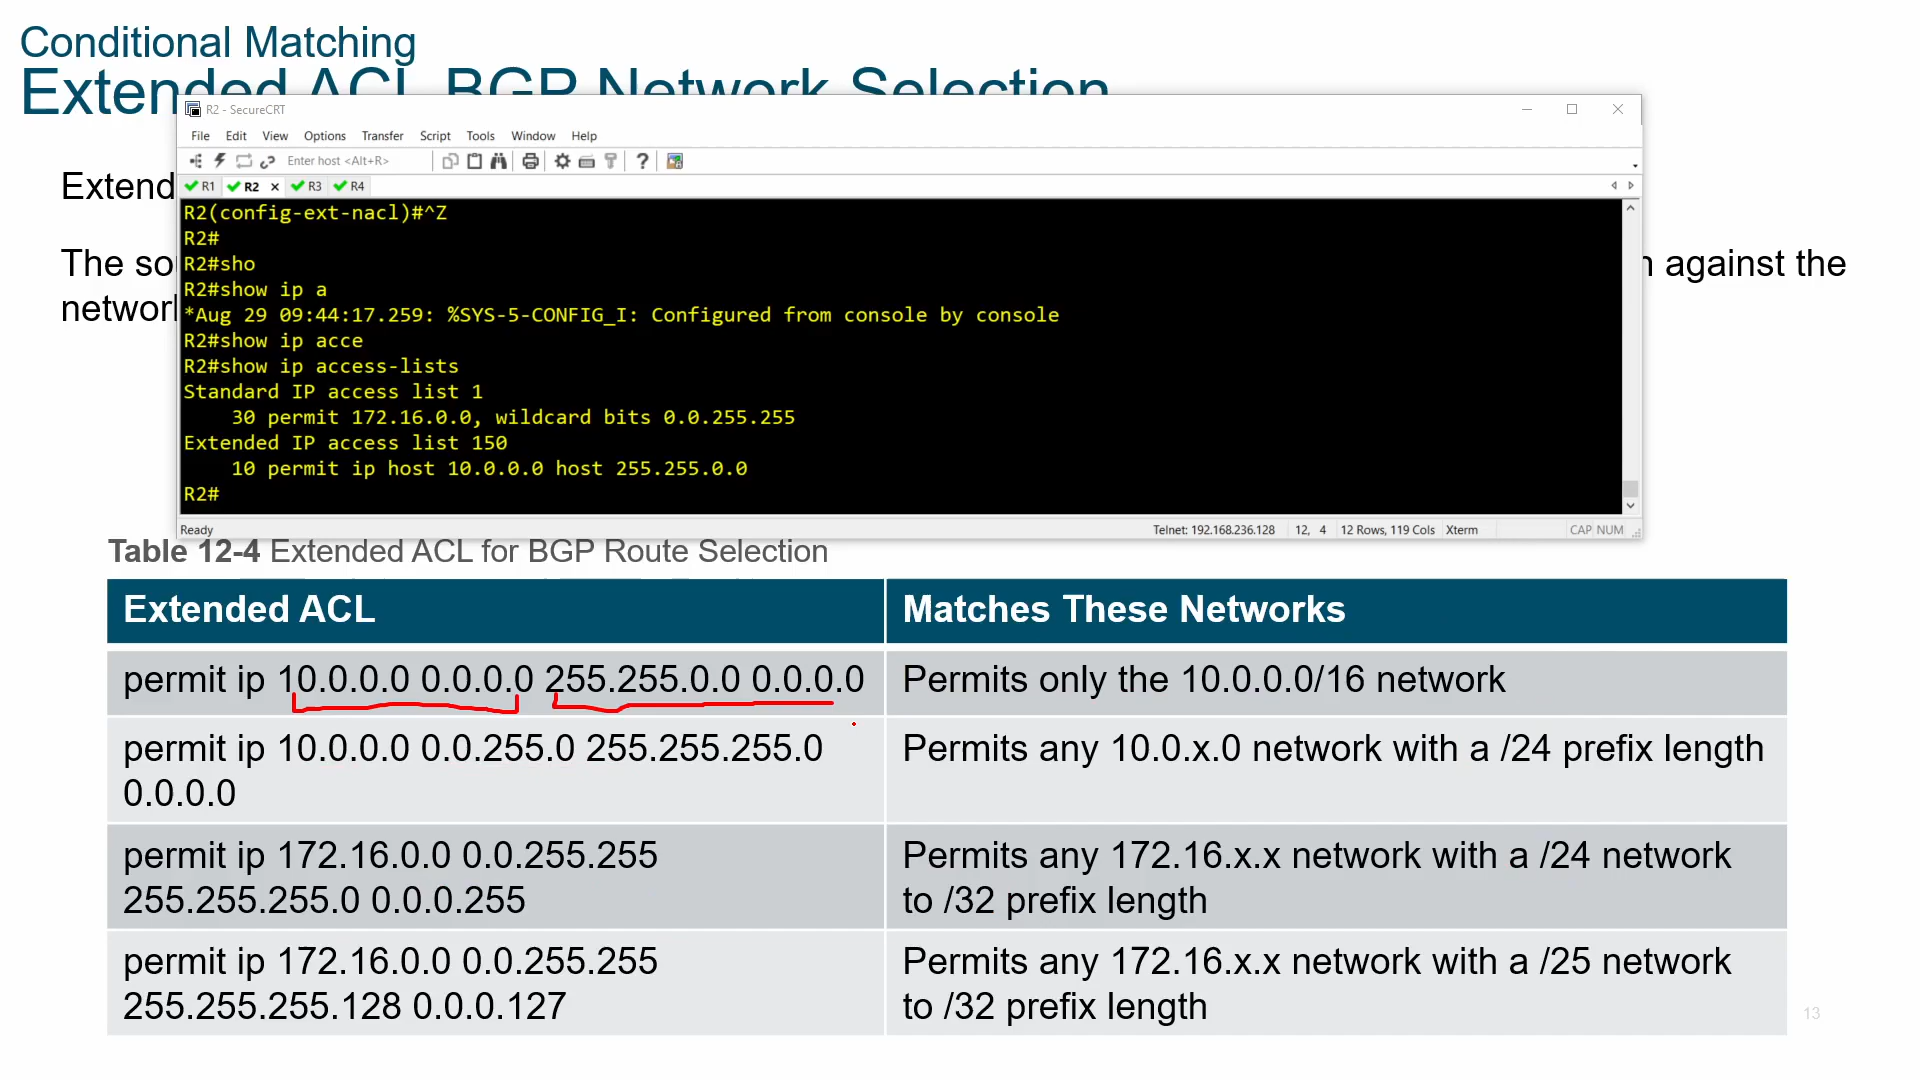 Conditional Matching
Extended ACL BGP Network Selection
R2 - SecureCRT
File Edit View Options Transfer Script Tools Window Help
Enter host <Alt+R>
R1 R2 R3 R4
Extend
The so
n against the
network
R2(config-ext-nacl)#^Z
R2#
R2#sho
R2#show ip a
*Aug 29 09:44:17.259: %SYS-5-CONFIG_I: Configured from console by console
R2#show ip acce
R2#show ip access-lists
Standard IP access list 1
30 permit 172.16.0.0, wildcard bits 0.0.255.255
Extended IP access list 150
10 permit ip host 10.0.0.0 host 255.255.0.0
R2#
Ready Telnet: 192.168.236.128 12, 4 12 Rows, 119 Cols Xterm CAP NUM
Table 12-4 Extended ACL for BGP Route Selection
Extended ACL
Matches These Networks
permit ip 10.0.0.0 0.0.0.0 255.255.0.0 0.0.0.0
Permits only the 10.0.0.0/16 network
permit ip 10.0.0.0 0.0.255.0 255.255.255.0
0.0.0.0
Permits any 10.0.x.0 network with a /24 prefix length
permit ip 172.16.0.0 0.0.255.255
255.255.255.0 0.0.0.255
Permits any 172.16.x.x network with a /24 network
to /32 prefix length
permit ip 172.16.0.0 0.0.255.255
255.255.255.128 0.0.0.127
Permits any 172.16.x.x network with a /25 network
to /32 prefix length
13